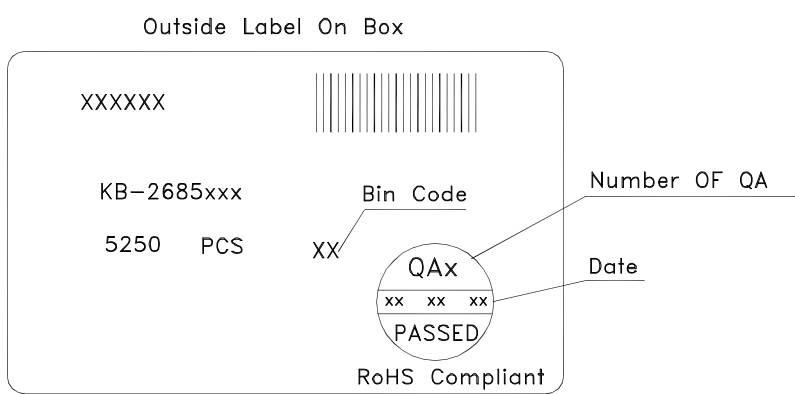 Outside Label On Box
XXXXXX
KB-2685xxx
Bin Code
Number OF QA
5250 PCS
XX
QAx
Date
xx xx xx
PASSED
RoHS Compliant